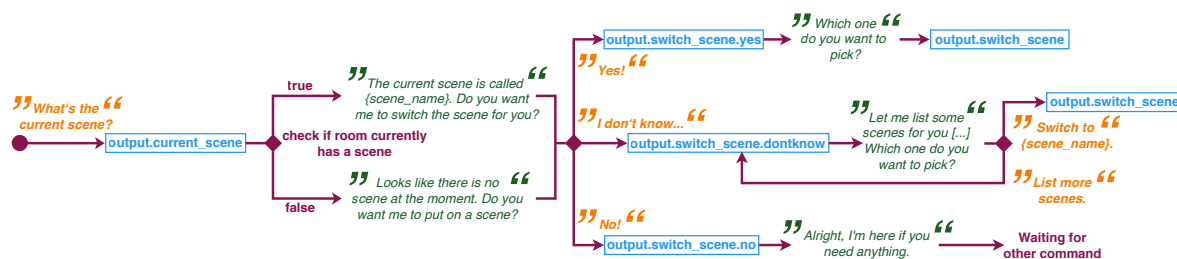 ”What's the “
current scene?
output.current_scene
true
check if room currently
has a scene
false
”The current scene is called “
{scene_name}. Do you want
me to switch the scene for you?
”Looks like there is no “
scene at the moment. Do you
want me to put on a scene?
output.switch_scene.yes
”Yes!“
”Which one “
do you want to
pick?
output.switch_scene
”I don't know... “
output.switch_scene.dontknow
”Let me list some “
scenes for you [...]
Which one do you
want to pick?
output.switch_scene
”Switch to “
{scene_name}.
”List more “
scenes.
”No!“
output.switch_scene.no
”Alright, I'm here if you “
need anything.
Waiting for
other command